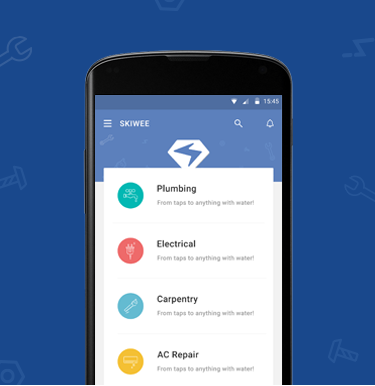 15:45
SKIWEE
Plumbing
From taps to anything with water!
Electrical
From taps to anything with water!
Carpentry
From taps to anything with water!
AC Repair
From taps to anything with water!